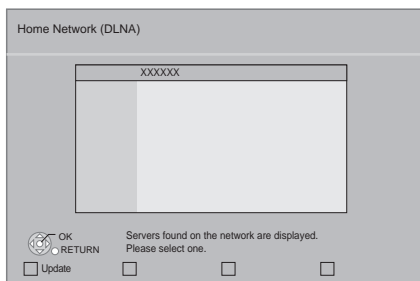 Home Network (DLNA)
XXXXXX
OK
RETURN
Servers found on the network are displayed.
Please select one.
Update